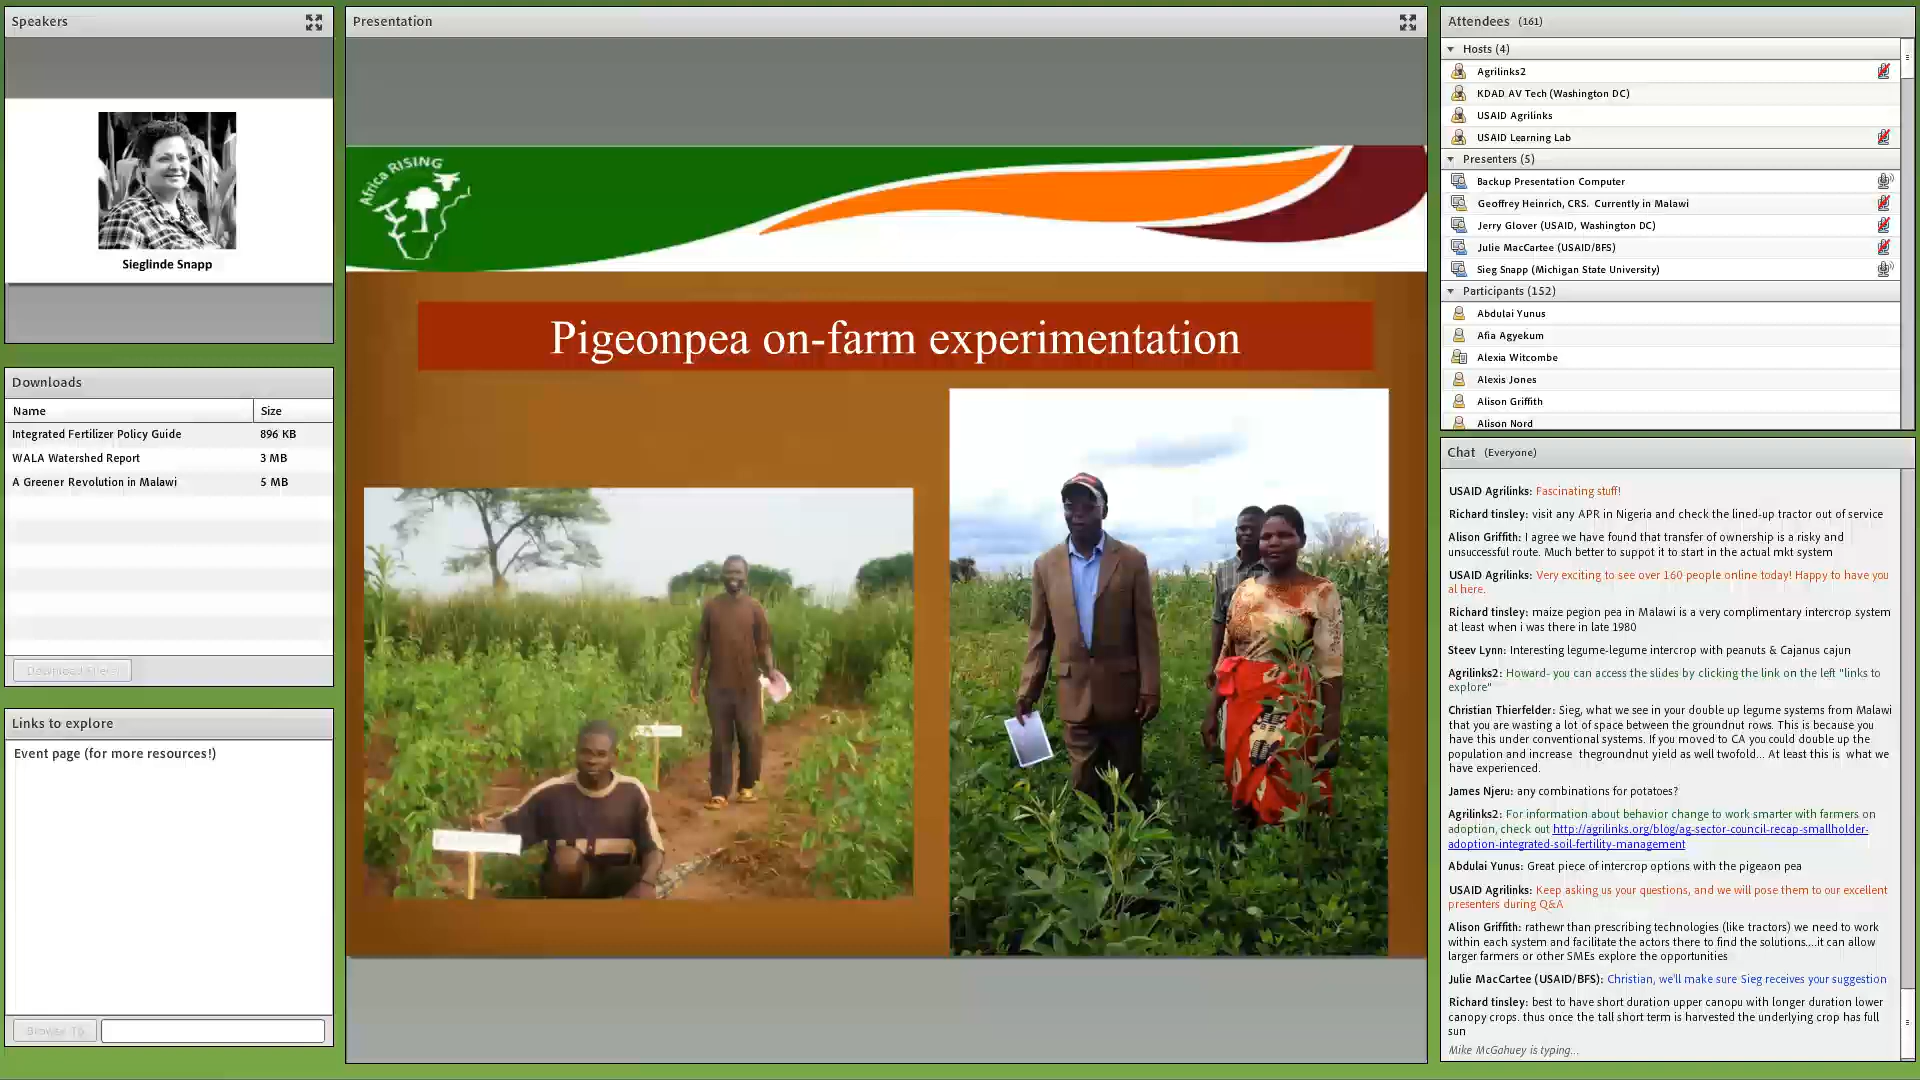 Speakers
Sieglinde Snapp
Downloads
Name Size
Integrated Fertilizer Policy Guide 896 KB
WALA Watershed Report 3 MB
A Greener Revolution in Malawi 5 MB
Download File(s)
Links to explore
Event page (for more resources!)
Browse To
Presentation
Africa RISING
Pigeonpea on-farm experimentation
Attendees (161)
Hosts (4)
Agrilinks2
KDAD AV Tech (Washington DC)
USAID Agrilinks
USAID Learning Lab
Presenters (5)
Backup Presentation Computer
Geoffrey Heinrich, CRS. Currently in Malawi
Jerry Glover (USAID, Washington DC)
Julie MacCartee (USAID/BFS)
Sieg Snapp (Michigan State University)
Participants (152)
Abdulai Yunus
Afia Agyekum
Alexia Witcombe
Alexis Jones
Alison Griffith
Alison Nord
Chat (Everyone)
USAID Agrilinks: Fascinating stuff!
Richard tinsley: visit any APR in Nigeria and check the lined-up tractor out of service
Alison Griffith: I agree we have found that transfer of ownership is a risky and
unsuccessful route. Much better to suppot it to start in the actual mkt system
USAID Agrilinks: Very exciting to see over 160 people online today! Happy to have you
al here.
Richard tinsley: maize pegion pea in Malawi is a very complimentary intercrop system
at least when i was there in late 1980
Steev Lynn: Interesting legume-legume intercrop with peanuts & Cajanus cajun
Agrilinks2: Howard- you can access the slides by clicking the link on the left "links to
explore"
Christian Thierfelder: Sieg, what we see in your double up legume systems from Malawi
that you are wasting a lot of space between the groundnut rows. This is because you
have this under conventional systems. If you moved to CA you could double up the
population and increase thegroundnut yield as well twofold... At least this is what we
have experienced.
James Njeru: any combinations for potatoes?
Agrilinks2: For information about behavior change to work smarter with farmers on
adoption, check out http://agrilinks.org/blog/ag-sector-council-recap-smallholder-
adoption-integrated-soil-fertility-management
Abdulai Yunus: Great piece of intercrop options with the pigeaon pea
USAID Agrilinks: Keep asking us your questions, and we will pose them to our excellent
presenters during Q&A
Alison Griffith: rathewr than prescribing technologies (like tractors) we need to work
within each system and facilitate the actors there to find the solutions....it can allow
larger farmers or other SMEs explore the opportunities
Julie MacCartee (USAID/BFS): Christian, we'll make sure Sieg receives your suggestion
Richard tinsley: best to have short duration upper canopu with longer duration lower
canopy crops. thus once the tall short term is harvested the underlying crop has full
sun
Mike McGahuey is typing...